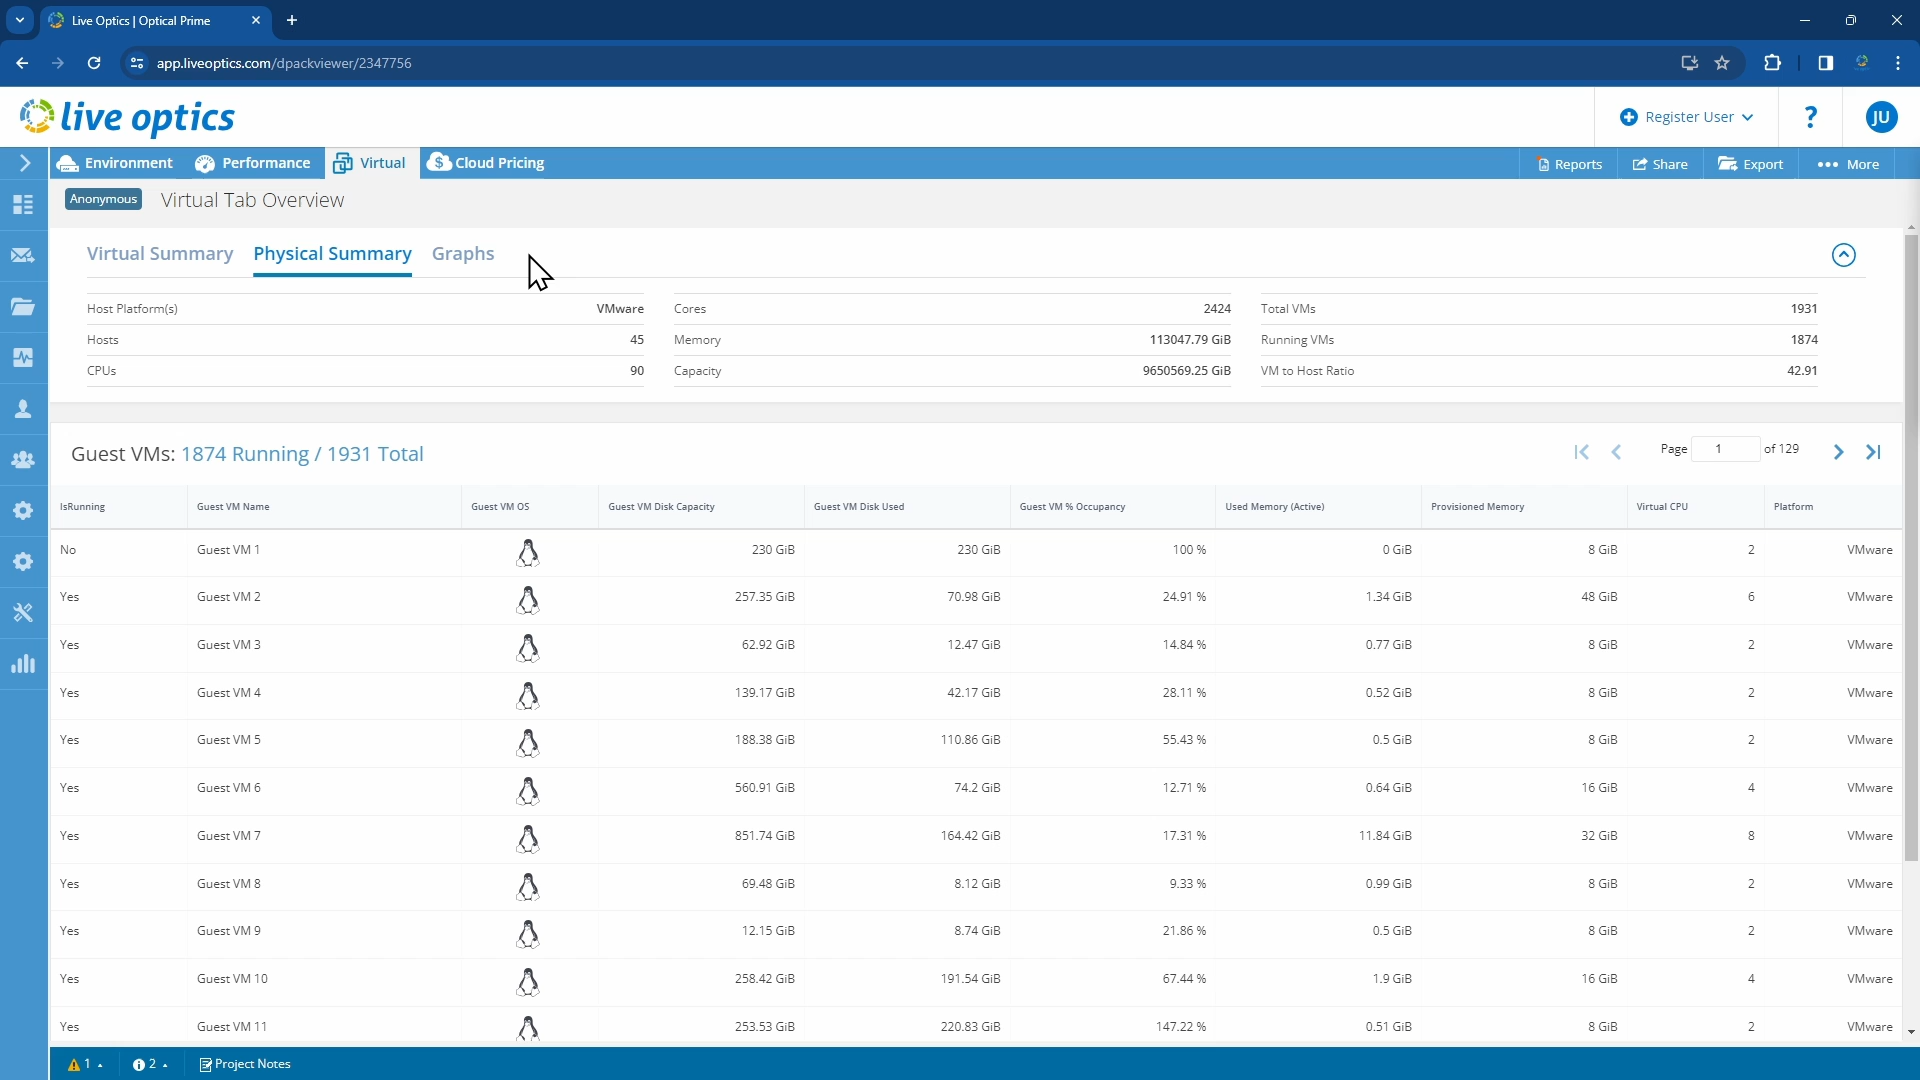 Live Optics | Optical Prime
app.liveoptics.com/dpackviewer/2347756
live optics
Register User
?
JU
Environment
Performance
Virtual
Cloud Pricing
Reports
Share
Export
More
Anonymous
Virtual Tab Overview
Virtual Summary
Physical Summary
Graphs
Host Platform(s) VMware Cores 2424 Total VMs 1931
Hosts 45 Memory 113047.79 GiB Running VMs 1874
CPUs 90 Capacity 9650569.25 GiB VM to Host Ratio 42.91
Guest VMs: 1874 Running / 1931 Total
Page 1 of 129
IsRunning Guest VM Name Guest VM OS Guest VM Disk Capacity Guest VM Disk Used Guest VM % Occupancy Used Memory (Active) Provisioned Memory Virtual CPU Platform
No Guest VM 1 230 GiB 230 GiB 100 % 0 GiB 8 GiB 2 VMware
Yes Guest VM 2 257.35 GiB 70.98 GiB 24.91 % 1.34 GiB 48 GiB 6 VMware
Yes Guest VM 3 62.92 GiB 12.47 GiB 14.84 % 0.77 GiB 8 GiB 2 VMware
Yes Guest VM 4 139.17 GiB 42.17 GiB 28.11 % 0.52 GiB 8 GiB 2 VMware
Yes Guest VM 5 188.38 GiB 110.86 GiB 55.43 % 0.5 GiB 8 GiB 2 VMware
Yes Guest VM 6 560.91 GiB 74.2 GiB 12.71 % 0.64 GiB 16 GiB 4 VMware
Yes Guest VM 7 851.74 GiB 164.42 GiB 17.31 % 11.84 GiB 32 GiB 8 VMware
Yes Guest VM 8 69.48 GiB 8.12 GiB 9.33 % 0.99 GiB 8 GiB 2 VMware
Yes Guest VM 9 12.15 GiB 8.74 GiB 21.86 % 0.5 GiB 8 GiB 2 VMware
Yes Guest VM 10 258.42 GiB 191.54 GiB 67.44 % 1.9 GiB 16 GiB 4 VMware
Yes Guest VM 11 253.53 GiB 220.83 GiB 147.22 % 0.51 GiB 8 GiB 2 VMware
1
2
Project Notes